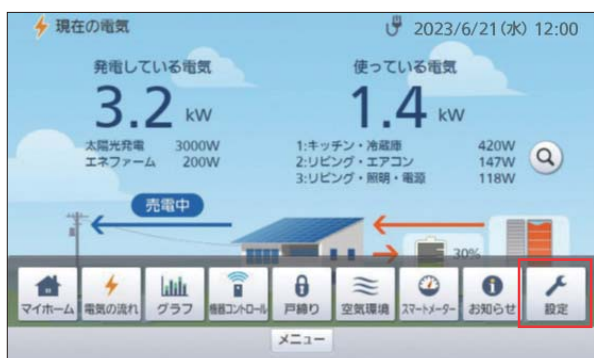 現在の電気
2023/6/21(水) 12:00
発電している電気
3.2 kW
太陽光発電 3000W
エネファーム 200W
使っている電気
1.4 kW
1:キッチン・冷蔵庫 420W
2:リビング・エアコン 147W
3:リビング・照明・電源 118W
売電中
30%
マイホーム
電気の流れ
グラフ
機器コントロール
戸締り
空気環境
スマートメーター
お知らせ
設定
メニュー